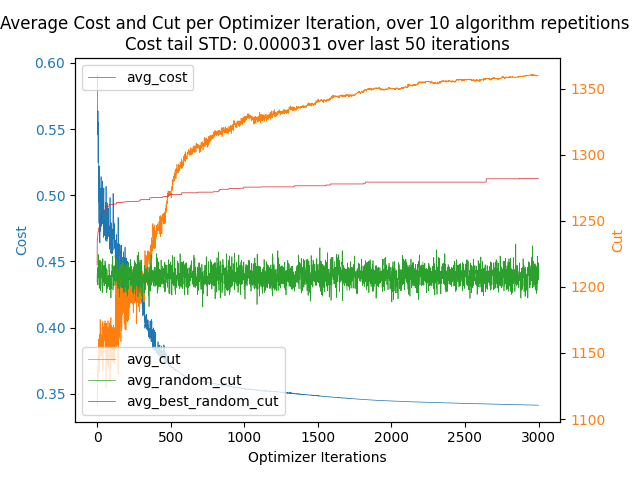 Average Cost and Cut per Optimizer Iteration, over 10 algorithm repetitions
Cost tail STD: 0.000031 over last 50 iterations
0.60
0.55
0.50
0.45
0.40
0.35
Cost
avg_cost
avg_cut
avg_random_cut
avg_best_random_cut
1350
1300
1250
1200
1150
1100
Cut
0 500 1000 1500 2000 2500 3000
Optimizer Iterations